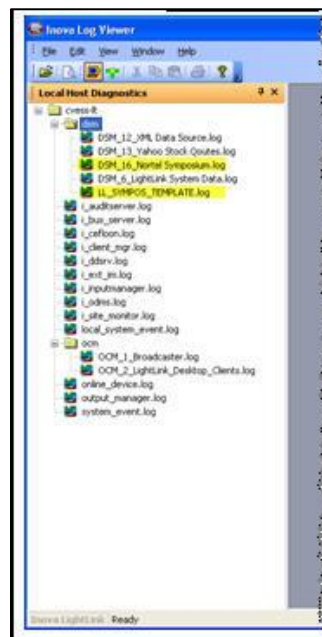 Inova Log Viewer
File Edit View Window Help
Local Host Diagnostics
cvess-lt
dsm
DSM_12_XML Data Source.log
DSM_13_Yahoo Stock Qoutes.log
DSM_16_Nortel Symposium.log
DSM_6_LightLink System Data.log
LL_SYMPOS_TEMPLATE.log
i_auditserver.log
i_bus_server.log
i_cefloon.log
i_client_mgr.log
i_ddsrv.log
i_ext_im.log
i_inputmanager.log
i_odms.log
i_site_monitor.log
local_system_event.log
ocm
OCM_1_Broadcaster.log
OCM_2_LightLink_Desktop_Clients.log
online_device.log
output_manager.log
system_event.log
Inova LightLink Ready